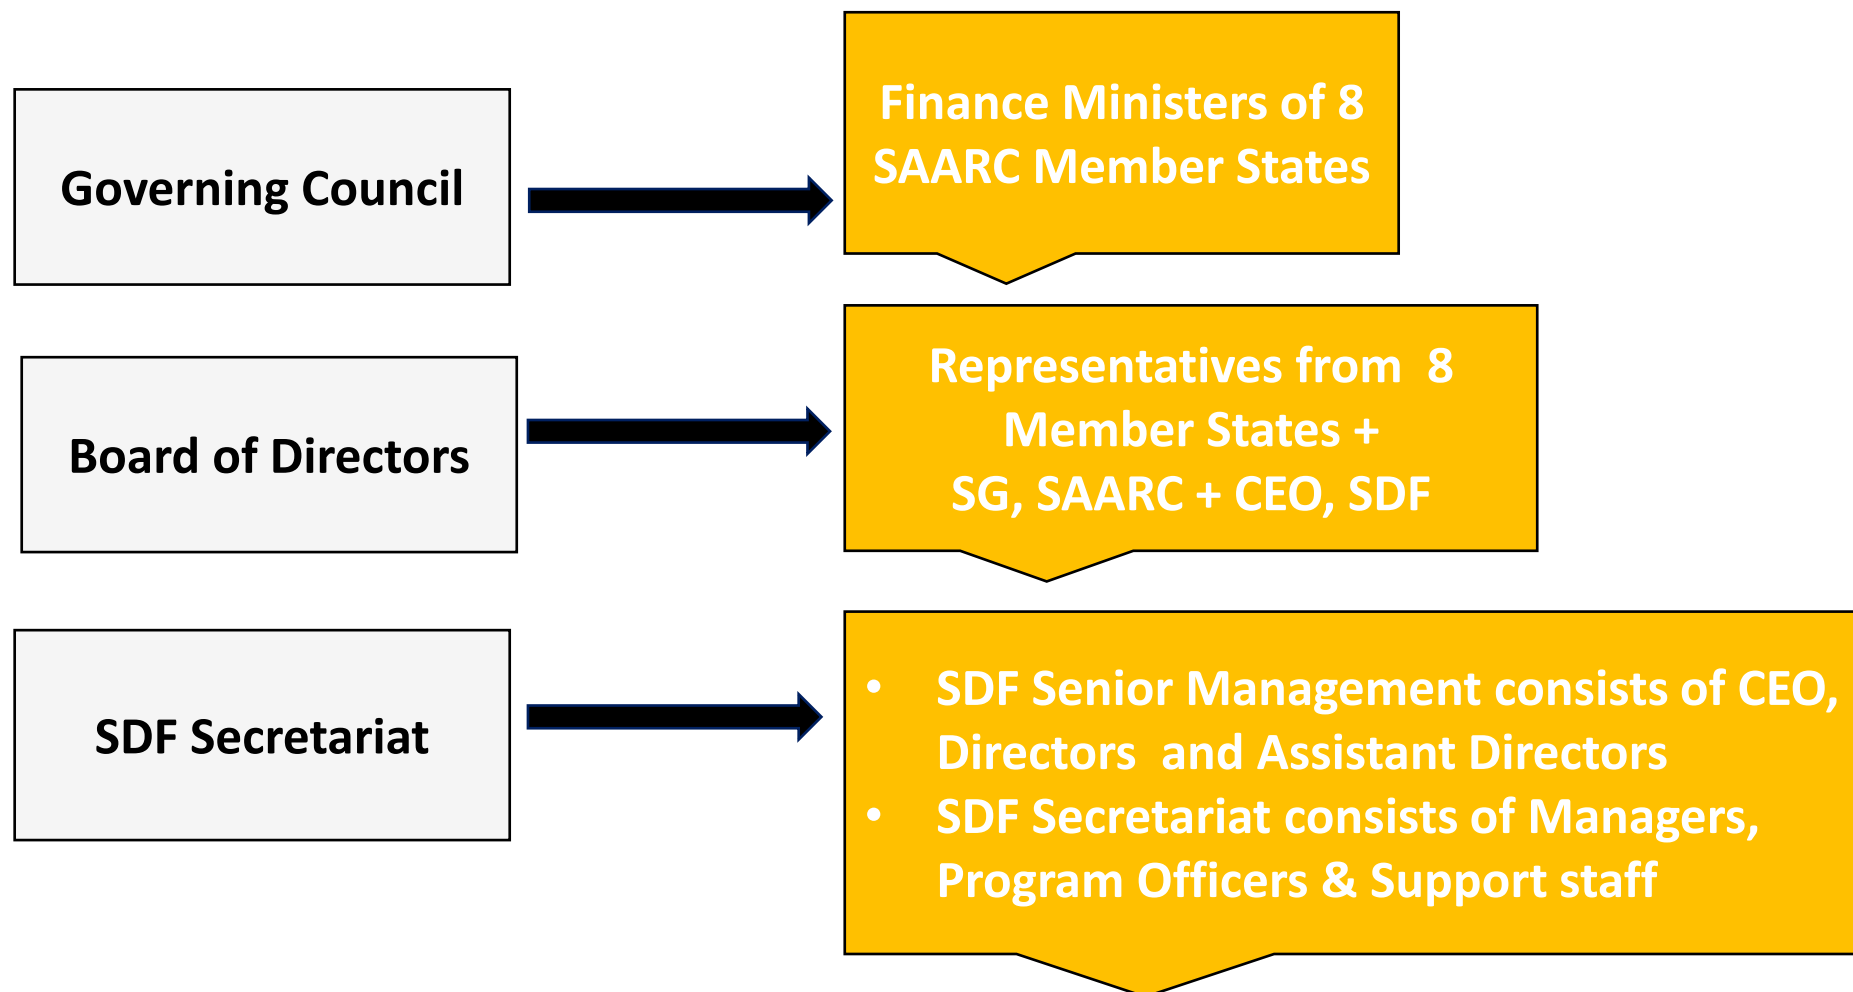 Governing Council
Finance Ministers of 8
SAARC Member States
Board of Directors
Representatives from 8
Member States +
SG, SAARC + CEO, SDF
SDF Secretariat
• SDF Senior Management consists of CEO,
Directors and Assistant Directors
• SDF Secretariat consists of Managers,
Program Officers & Support staff